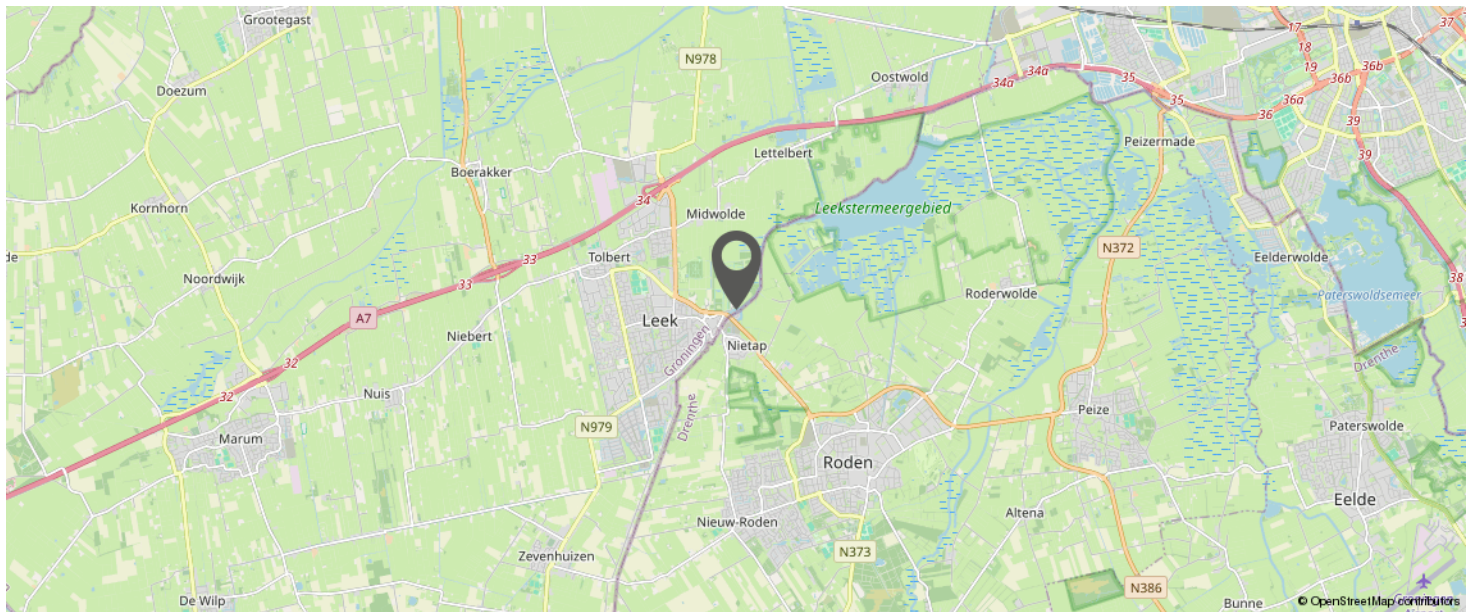 Grootegast
37
17
18
N978
19
36b
36b
Oostwold
34a
34a
35
Doezum
35
36a
36
39
Peizermade
Lettelbert
39
Boerakker
34
Kornhorn
Midwolde
Leekstermeergebied
N372
de
33
Tolbert
Eelderwolde
Noordwijk
33
38
Roderwolde
Paterswoldsemeer
A7
Leek
Niebert
Groningen
Nietap
32
Drenthe
Nuis
32
Peize
Drenthe
N979
Paterswolde
Marum
Roden
Eelde
Altena
Nieuw-Roden
Zevenhuizen
N373
N386
De Wilp
Bunne
© OpenStreetMap contributors